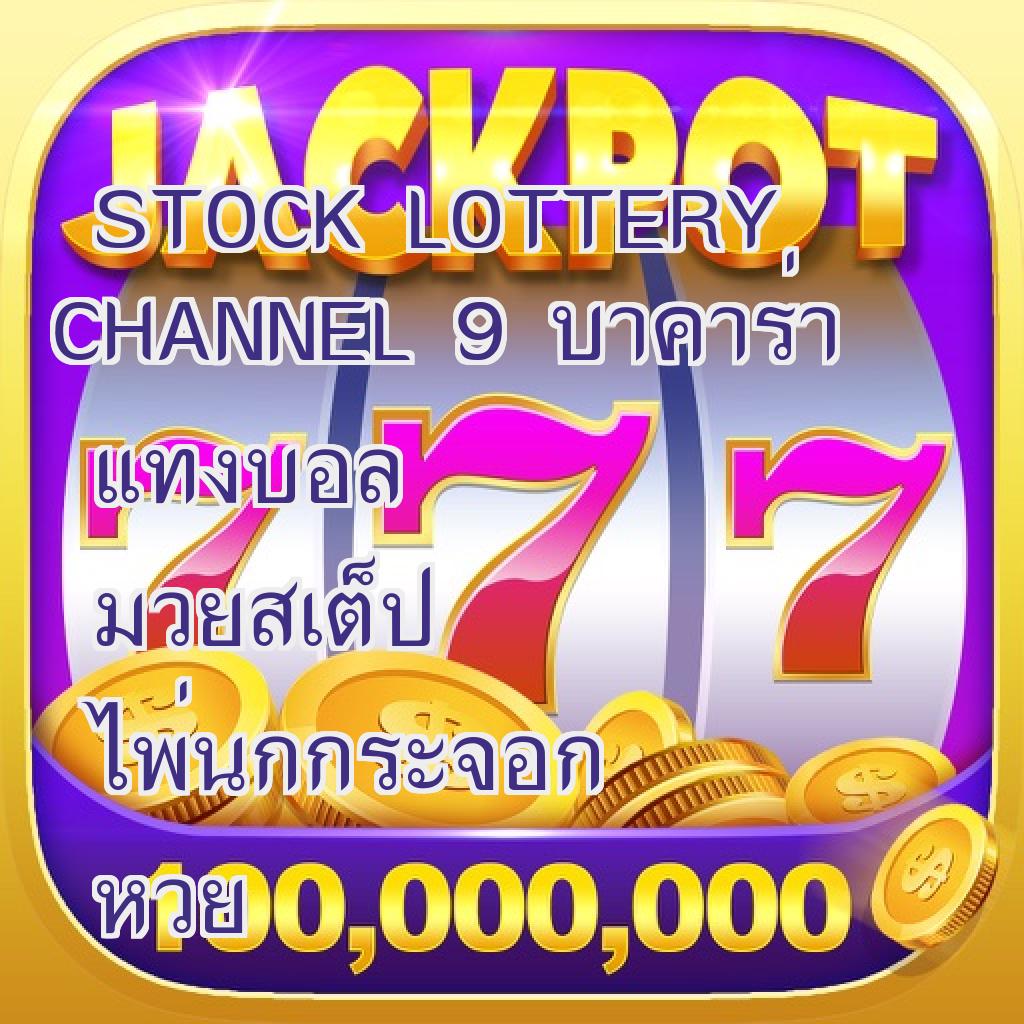 JACKPOT
STOCK LOTTERY
CHANNEL 9 บาคาร่า
777
แทงบอล
มวยสเต็ป
ไพ่นกกระจอก
หวย
100,000,000